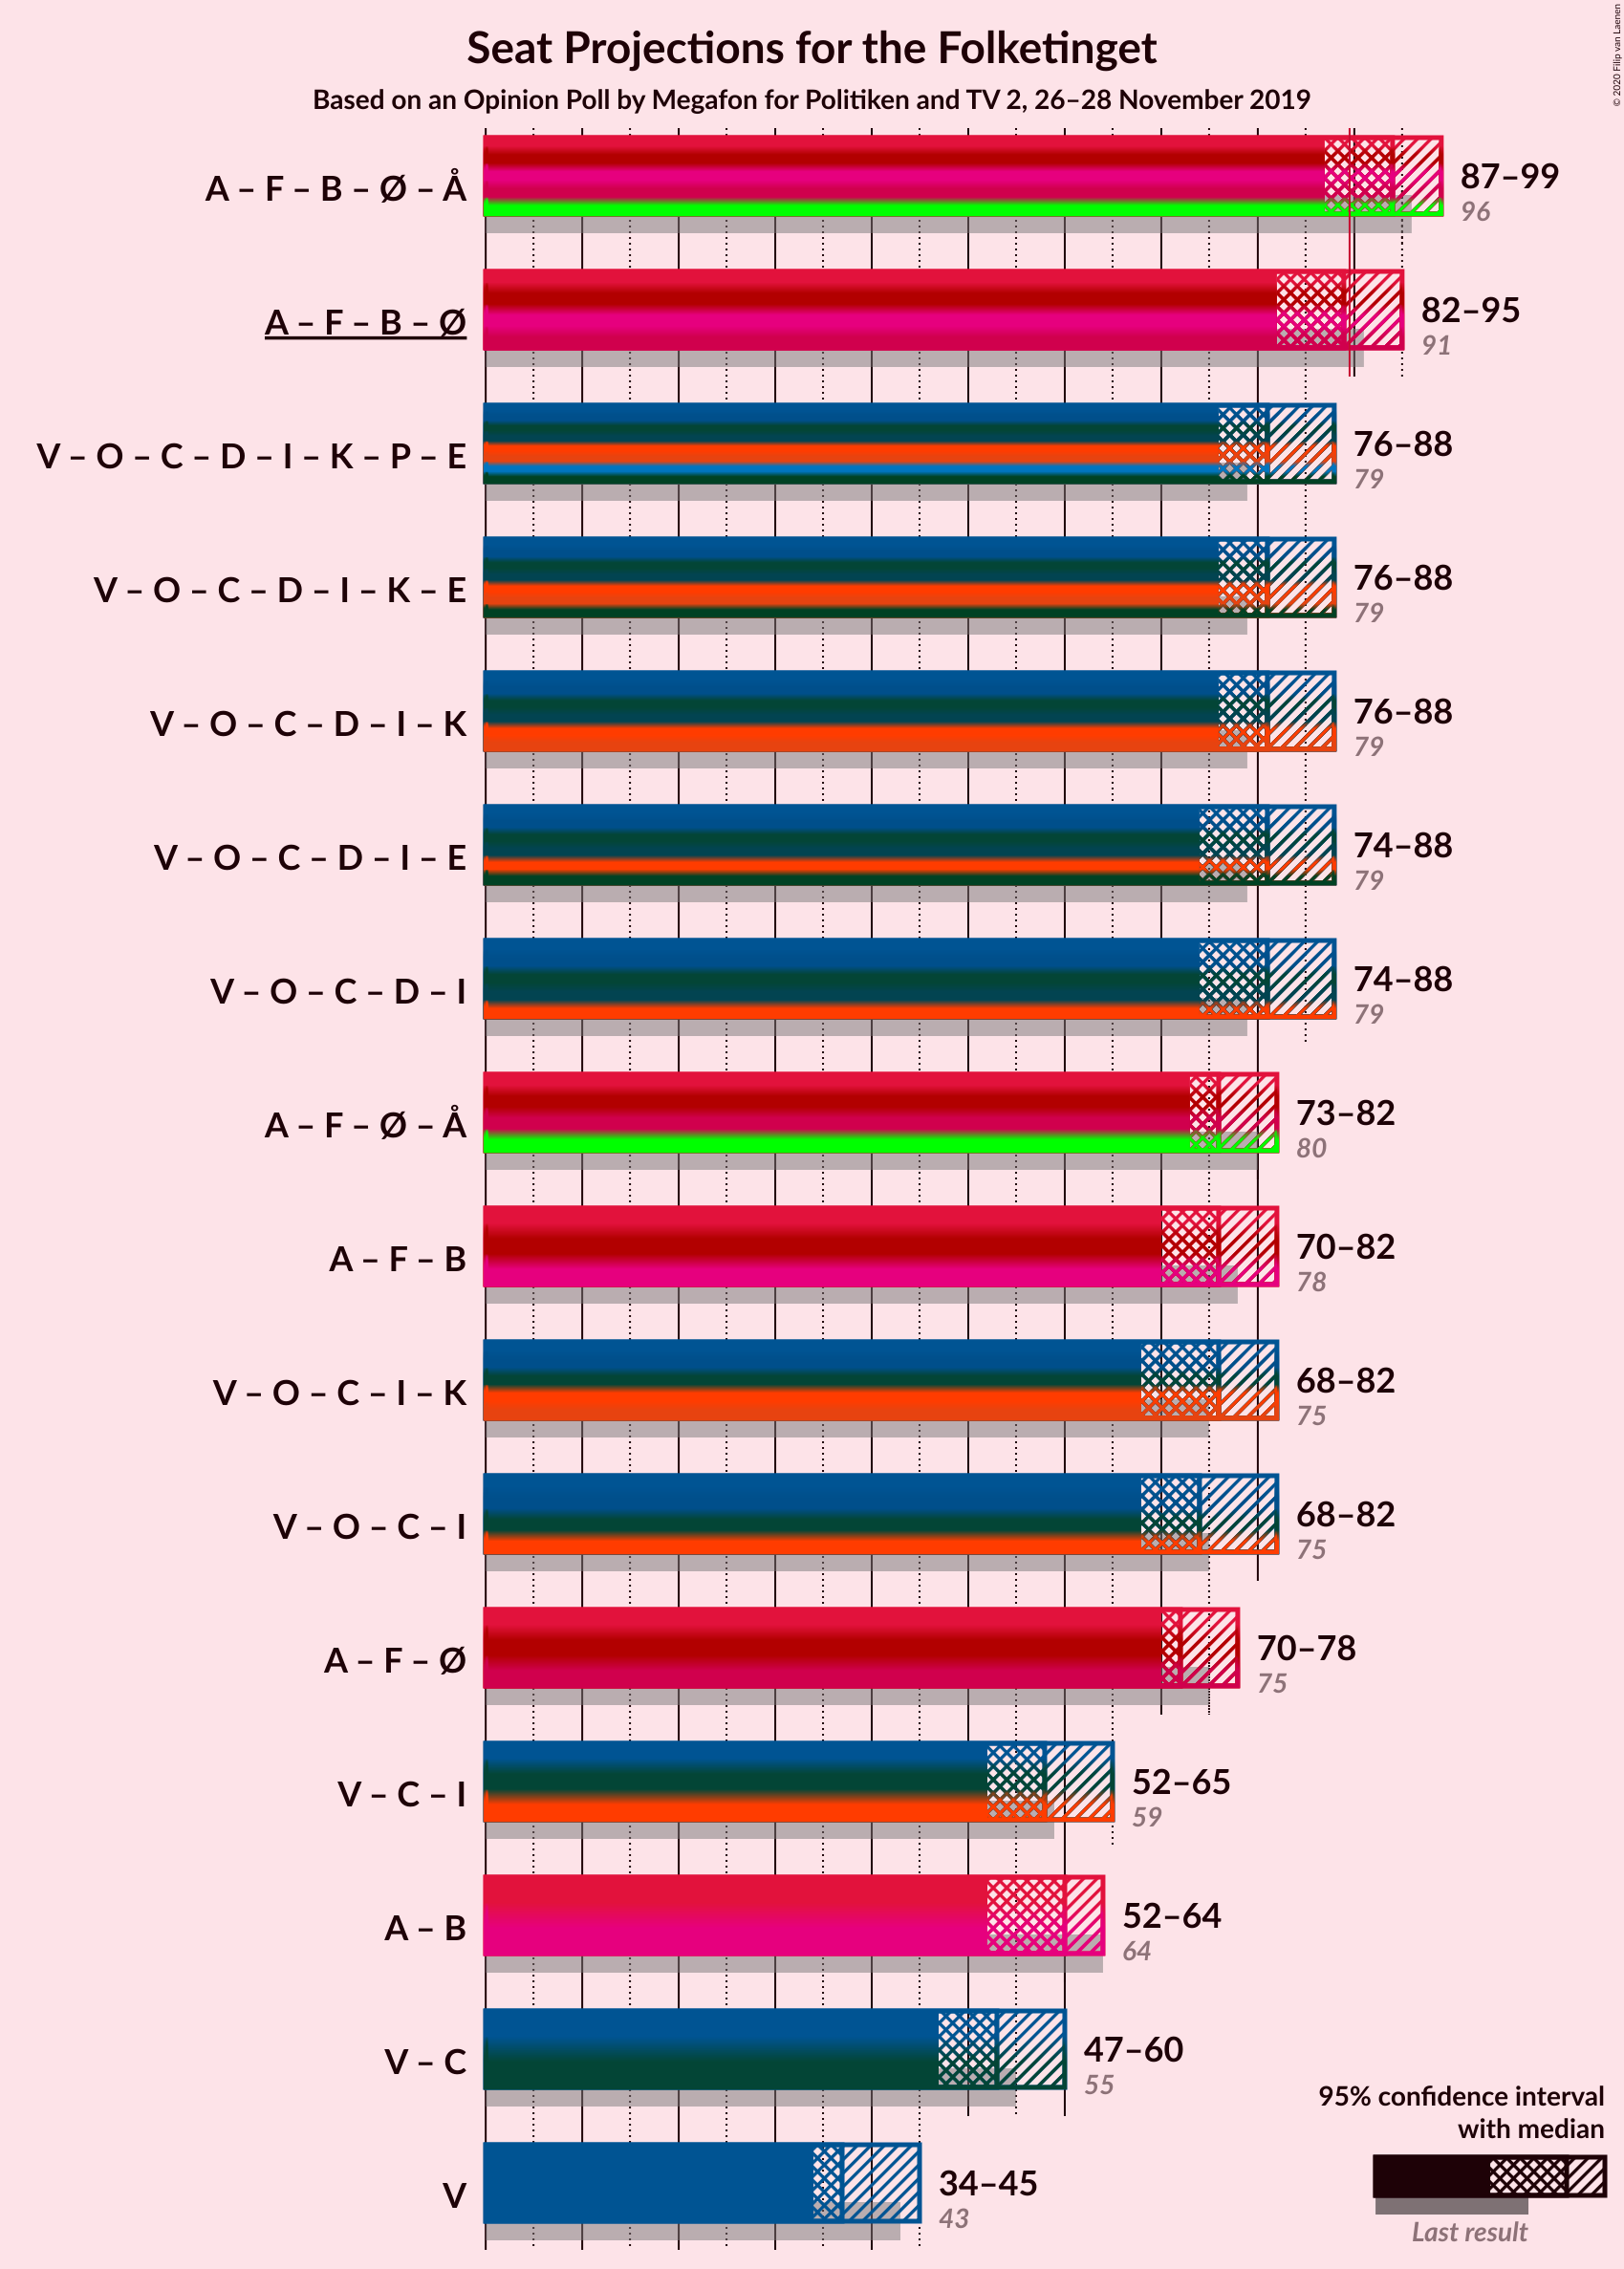 Seat Projections for the Folketinget
Based on an Opinion Poll by Megafon for Politiken and TV 2, 26–28 November 2019
© 2020 Filip van Laenen
A – F – B – Ø – Å
87–99
96
A – F – B – Ø
82–95
91
V – O – C – D – I – K – P – E
76–88
79
V – O – C – D – I – K – E
76–88
79
V – O – C – D – I – K
76–88
79
V – O – C – D – I – E
74–88
79
V – O – C – D – I
74–88
79
A – F – Ø – Å
73–82
80
A – F – B
70–82
78
V – O – C – I – K
68–82
75
V – O – C – I
68–82
75
A – F – Ø
70–78
75
V – C – I
52–65
59
A – B
52–64
64
V – C
47–60
55
V
34–45
43
95% confidence interval
with median
Last result